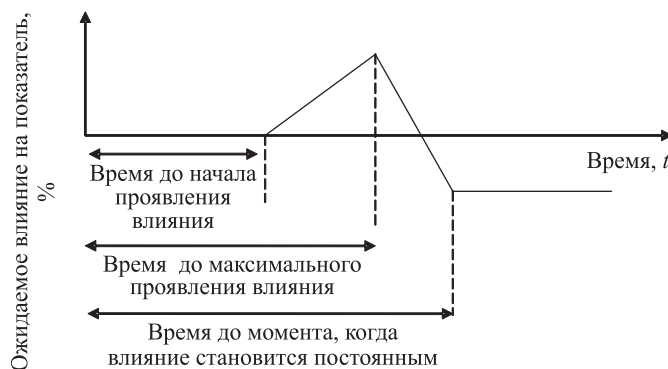 Ожидаемое влияние на показатель,
%
Время, t
Время до начала
проявления
влияния
Время до максимального
проявления влияния
Время до момента, когда
влияние становится постоянным